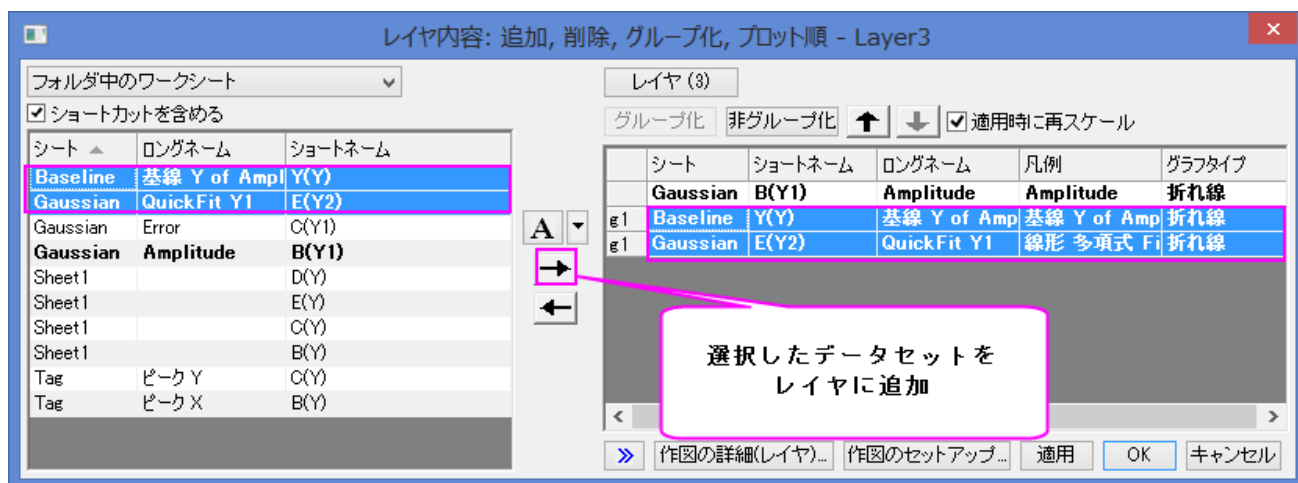 レイヤ内容: 追加, 削除, グループ化, プロット順 - Layer3
フォルダ中のワークシート
ショートカットを含める
シート ロングネーム ショートネーム
Baseline 基線 Y of Ampl Y(Y)
Gaussian QuickFit Y1 E(Y2)
Gaussian Error C(Y1)
Gaussian Amplitude B(Y1)
Sheet1 D(Y)
Sheet1 E(Y)
Sheet1 C(Y)
Sheet1 B(Y)
Tag ピーク Y C(Y)
Tag ピーク X B(Y)
A
レイヤ (3)
グループ化 非グループ化 適用時に再スケール
シート ショートネーム ロングネーム 凡例 グラフタイプ
Gaussian B(Y1) Amplitude Amplitude 折れ線
g1 Baseline Y(Y) 基線 Y of Amp 基線 Y of Amp 折れ線
g1 Gaussian E(Y2) QuickFit Y1 線形 多項式 Fi 折れ線
選択したデータセットを
レイヤに追加
作図の詳細(レイヤ)... 作図のセットアップ... 適用 OK キャンセル